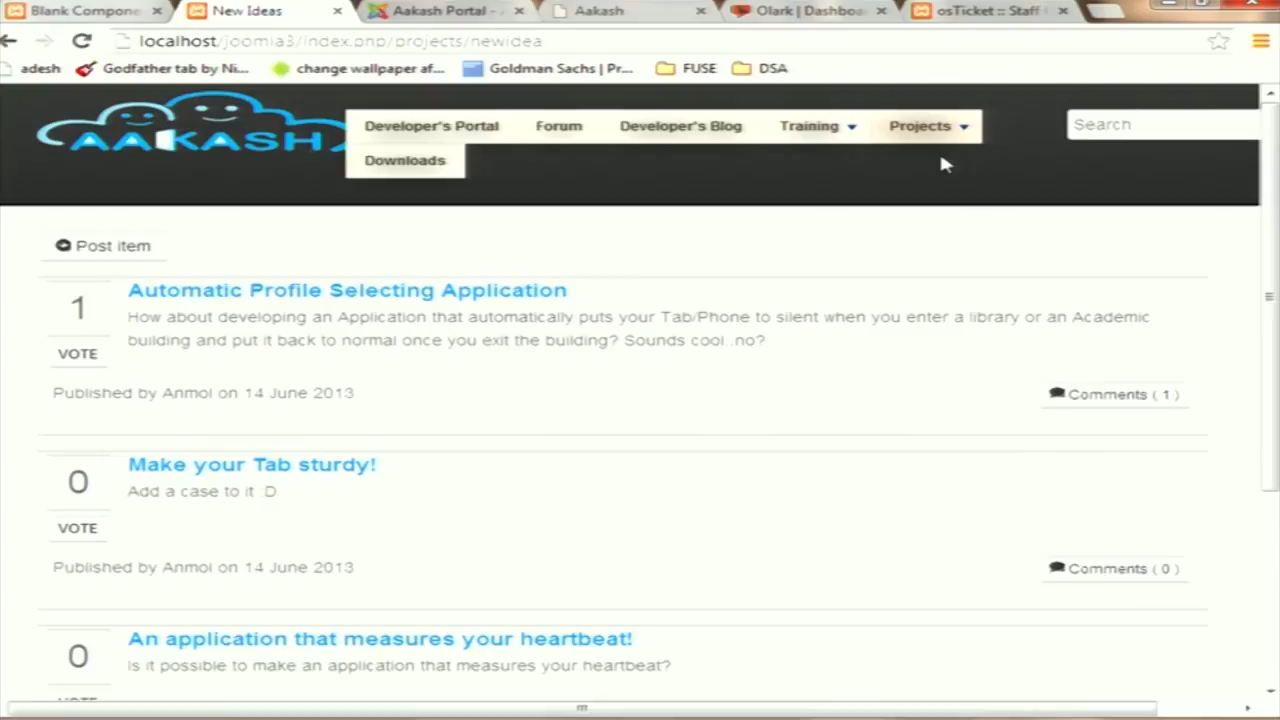 Blank Compone
New Ideas
Aakash Portal -
Aakash
Olark | Dashboa
osTicket :: Staff
localhost/joomla3/index.php/projects/newidea
adesh
Godfather tab by Ni...
change wallpaper af...
Goldman Sachs | Pr...
FUSE
DSA
AAKASH
Developer's Portal
Forum
Developer's Blog
Training
Projects
Search
Downloads
Post item
1
Automatic Profile Selecting Application
How about developing an Application that automatically puts your Tab/Phone to silent when you enter a library or an Academic
building and put it back to normal once you exit the building? Sounds cool..no?
VOTE
Published by Anmol on 14 June 2013
Comments ( 1 )
0
Make your Tab sturdy!
Add a case to it :D
VOTE
Published by Anmol on 14 June 2013
Comments ( 0 )
0
An application that measures your heartbeat!
Is it possible to make an application that measures your heartbeat?
VOTE